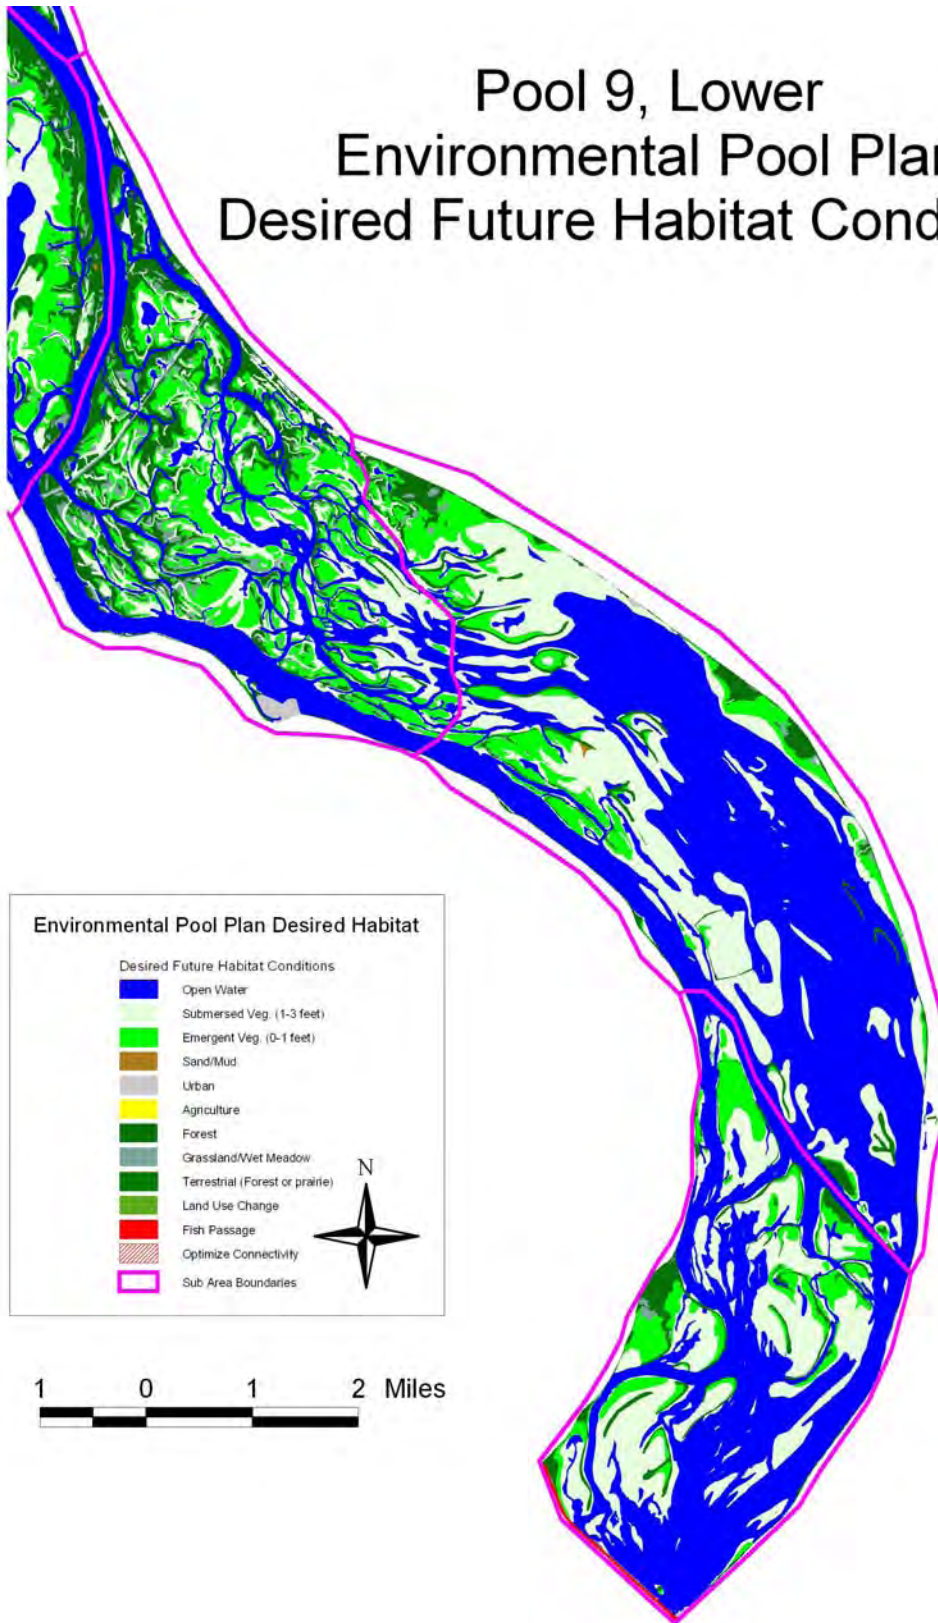 Pool 9, Lower
Environmental Pool Plan
Desired Future Habitat Cond
Environmental Pool Plan Desired Habitat
Desired Future Habitat Conditions
Open Water
Submersed Veg. (1-3 feet)
Emergent Veg. (0-1 feet)
Sand/Mud
Urban
Agriculture
Forest
Grassland/Wet Meadow
Terrestrial (Forest or prairie)
Land Use Change
Fish Passage
Optimize Connectivity
Sub Area Boundaries
N
1 0 1 2 Miles